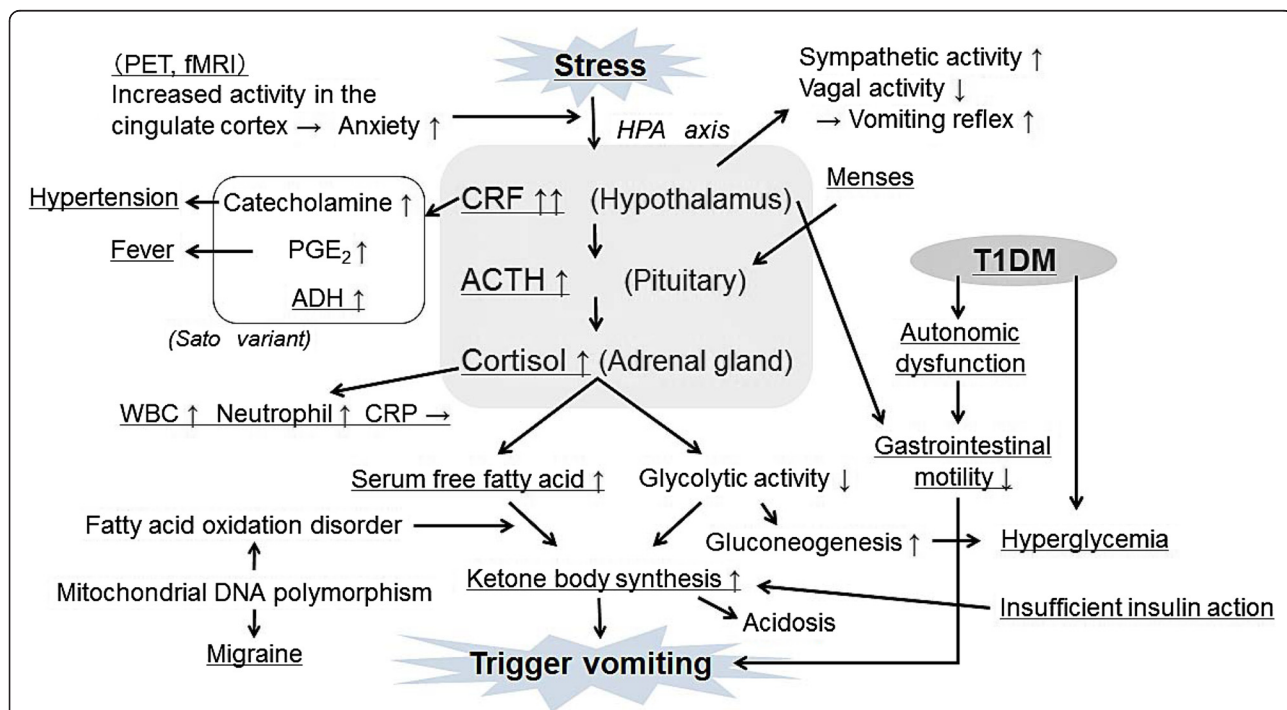 (PET, fMRI)
Increased activity in the
cingulate cortex → Anxiety ↑
Stress
HPA axis
Sympathetic activity ↑
Vagal activity ↓
→ Vomiting reflex ↑
Menses
Hypertension
Catecholamine ↑
CRF ↑↑ (Hypothalamus)
Fever
PGE₂ ↑
ADH ↑
(Sato variant)
ACTH ↑ (Pituitary)
T1DM
Autonomic
dysfunction
Cortisol ↑ (Adrenal gland)
WBC ↑ Neutrophil ↑ CRP →
Gastrointestinal
motility ↓
Serum free fatty acid ↑
Glycolytic activity ↓
Fatty acid oxidation disorder
Gluconeogenesis ↑
Hyperglycemia
Mitochondrial DNA polymorphism
Ketone body synthesis ↑
Insufficient insulin action
Acidosis
Migraine
Trigger vomiting